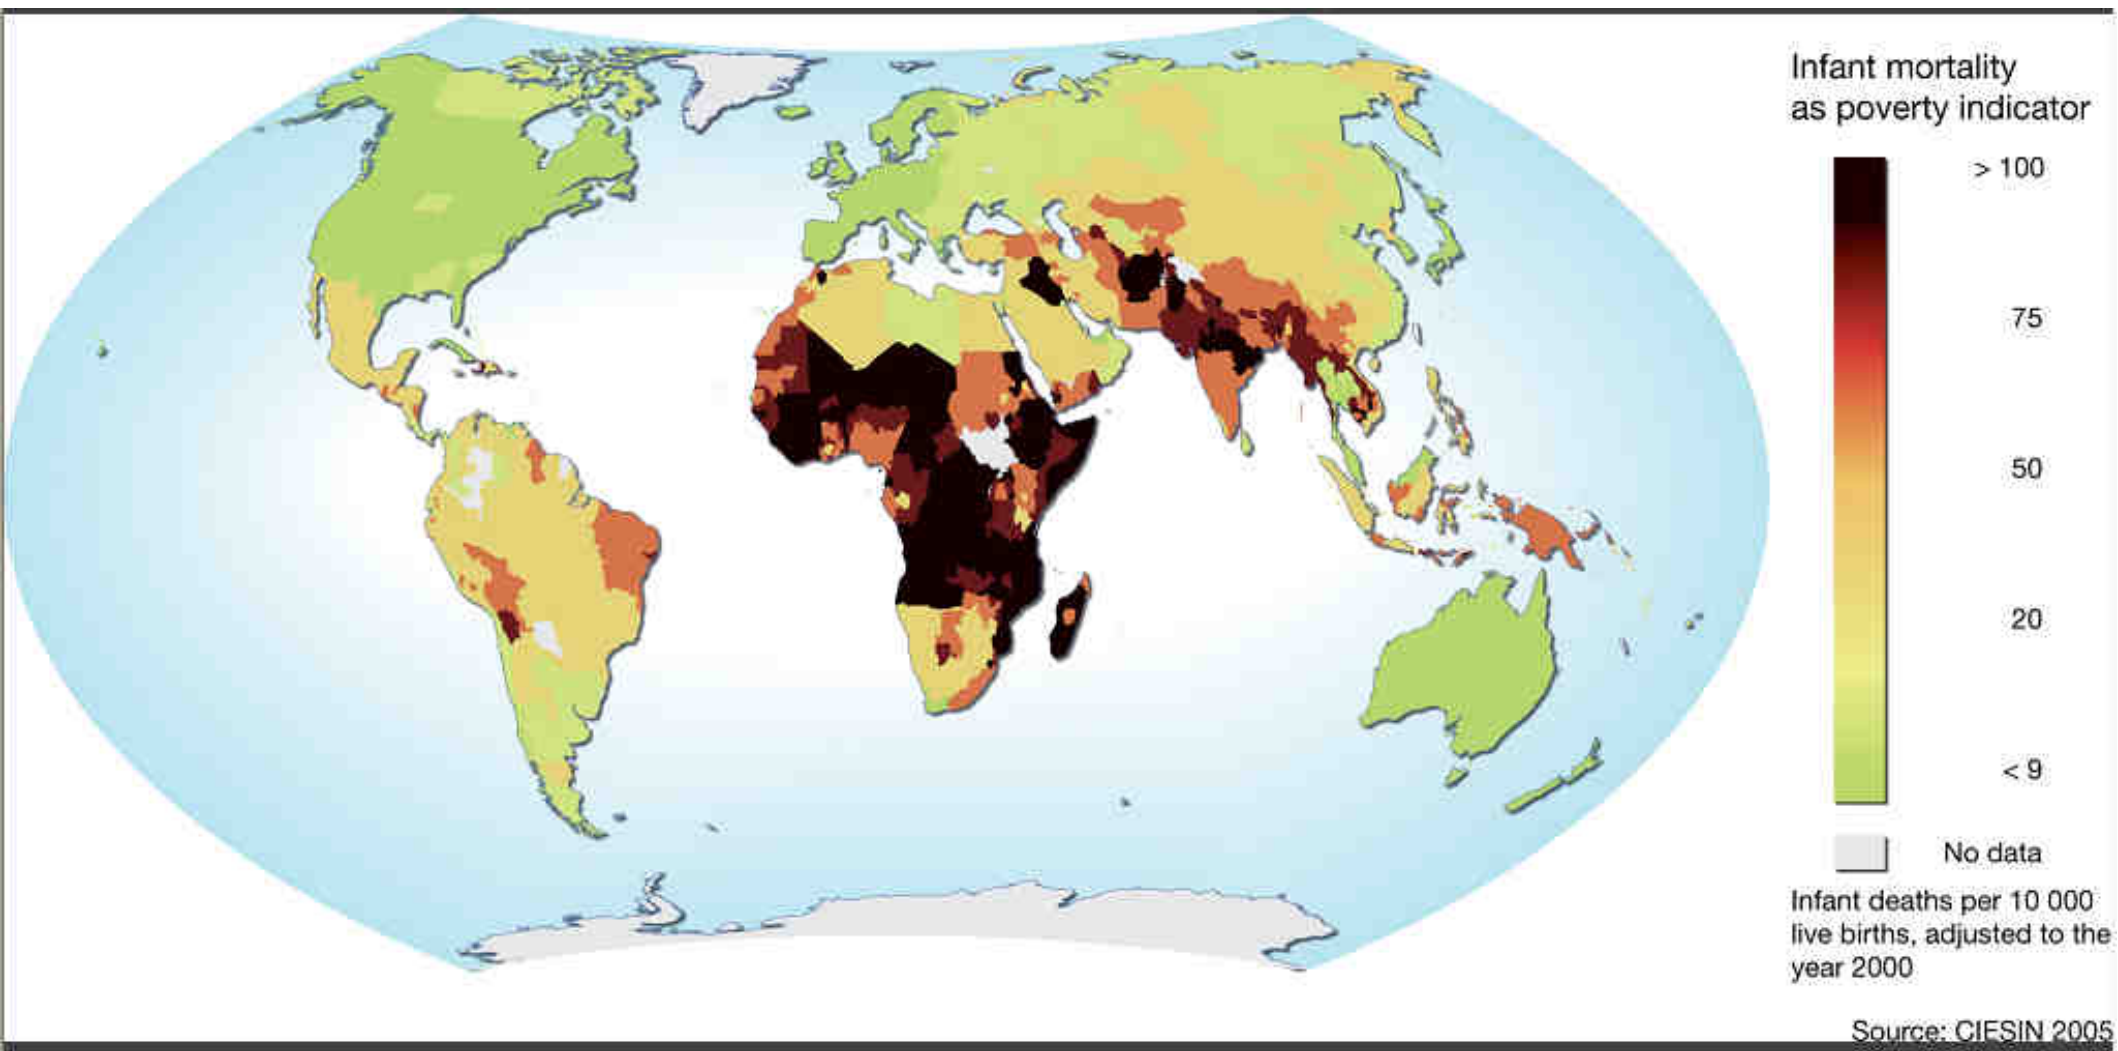 Infant mortality
as poverty indicator
> 100
75
50
20
< 9
No data
Infant deaths per 10 000
live births, adjusted to the
year 2000
Source: CIESIN 2005